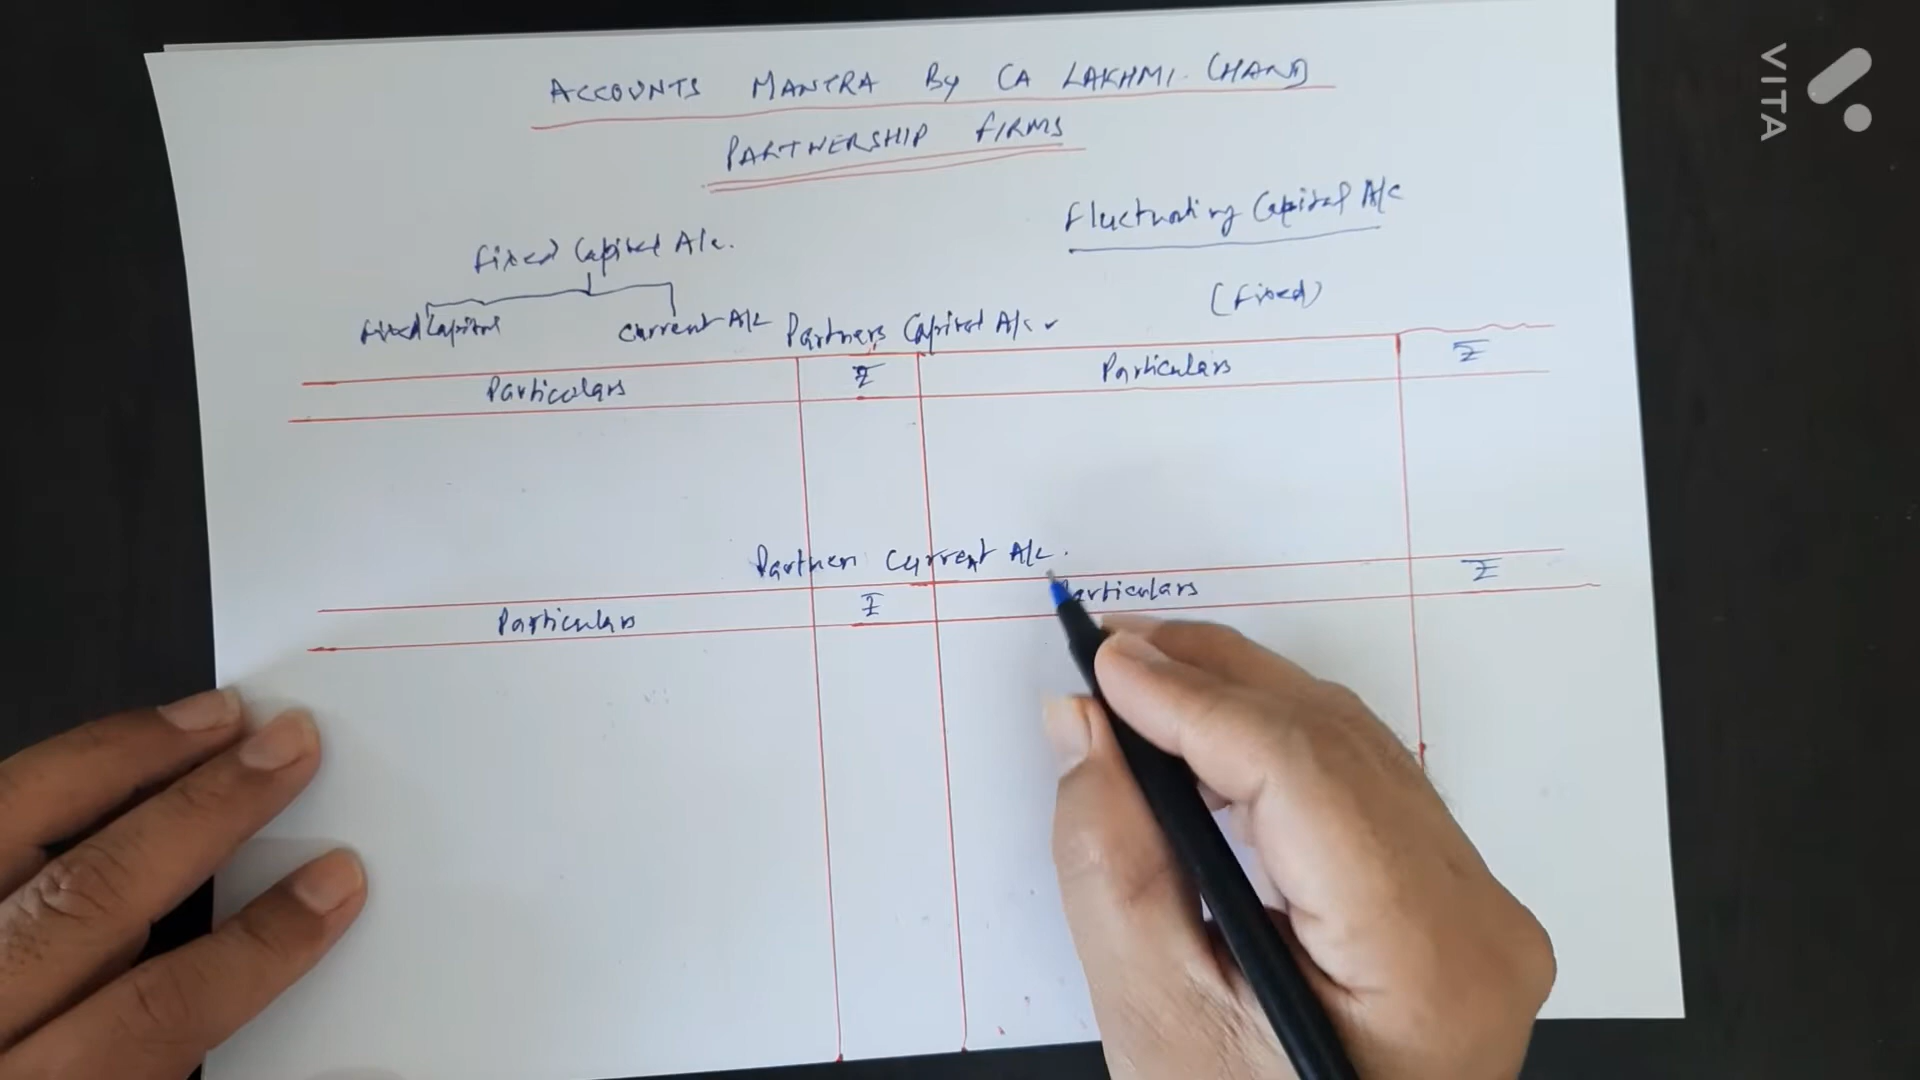 ACCOUNTS MANTRA By CA LAKHMI CHAND
PARTNERSHIP FIRMS
Fluctuating Capital A/c
Fixed Capital A/c.
(Fixed)
Fixed Capital Current A/c Partners Capital A/c ✓
Particulars ₹ Particulars ₹
Partners Current A/c.
Particulars ₹ Particulars ₹
VITA